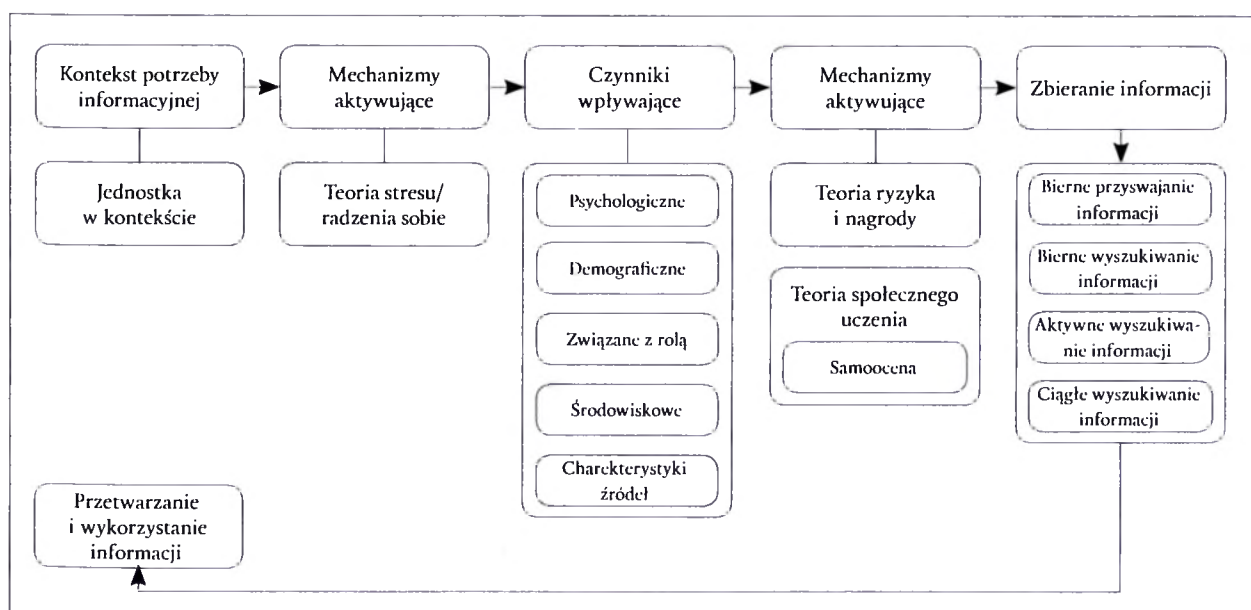 Kontekst potrzeby
informacyjnej
Mechanizmy
aktywujące
Czynniki
wpływające
Mechanizmy
aktywujące
Zbieranie informacji
Jednostka
w kontekście
Teoria stresu/
radzenia sobie
Psychologiczne
Demograficzne
Związane z rolą
Środowiskowe
Charekterystyki
źródeł
Teoria ryzyka
i nagrody
Teoria społecznego
uczenia
Samoocena
Bierne przyswajanie
informacji
Bierne wyszukiwanie
informacji
Aktywne wyszukiwa-
nie informacji
Ciągłe wyszukiwanie
informacji
Przetwarzanie
i wykorzystanie
informacji